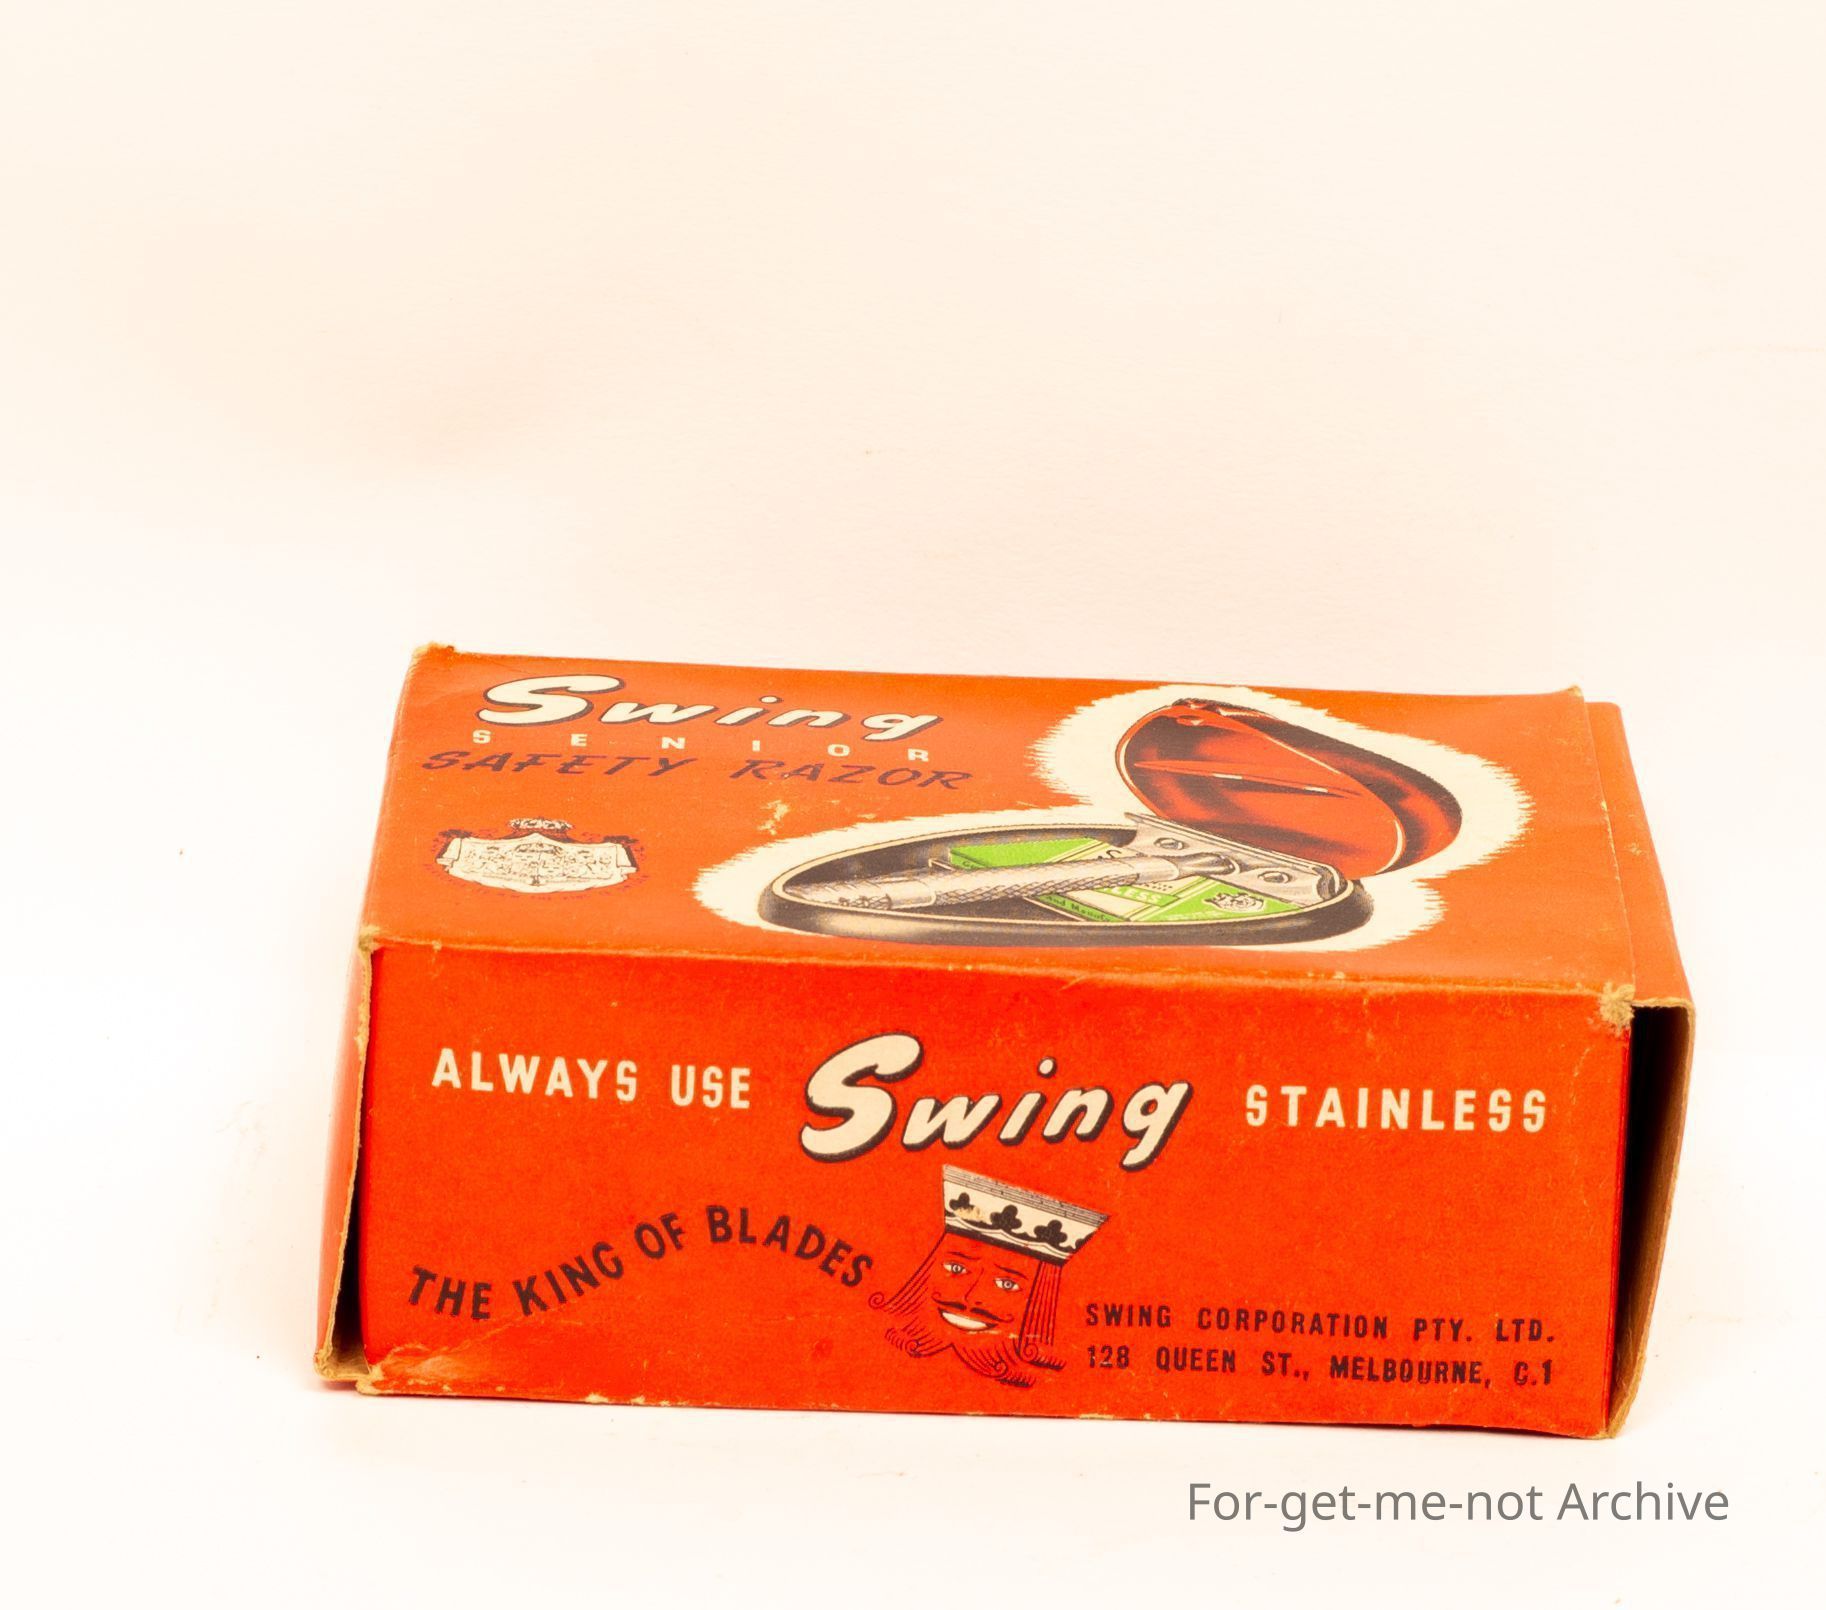 Swing
SENIOR
SAFETY RAZOR
ALWAYS USE Swing STAINLESS
THE KING OF BLADES
SWING CORPORATION PTY. LTD.
128 QUEEN ST., MELBOURNE, C.1
For-get-me-not Archive